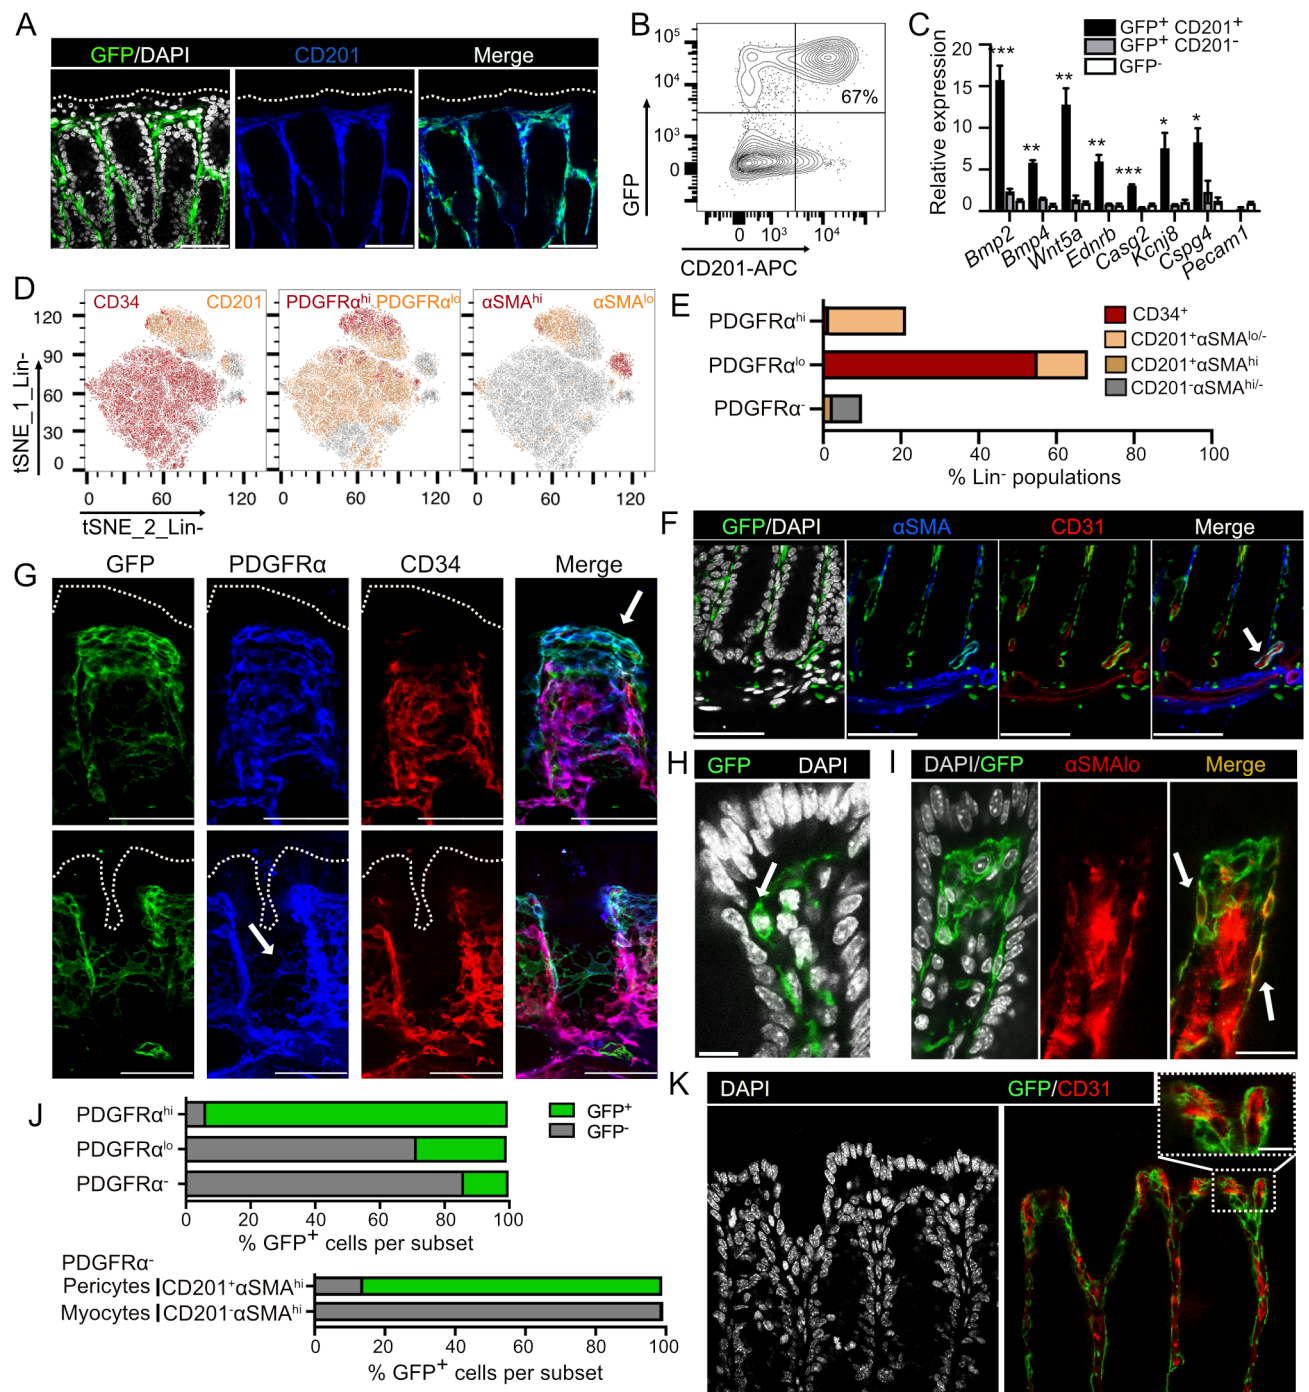 A
GFP/DAPI
CD201
Merge
B
10⁵
10⁴
10³
0
67%
GFP
0
10³
10⁴
CD201-APC
C
GFP⁺ CD201⁺
GFP⁺ CD201⁻
GFP⁻
Relative expression
20
15
10
5
0
***
**
**
**
***
*
*
Bmp2
Bmp4
Wnt5a
Ednrb
Casq2
Kcnj8
Cspg4
Pecam1
D
CD34
CD201
PDGFRα^hi
PDGFRα^lo
αSMA^hi
αSMA^lo
120
90
60
30
0
tSNE_1_Lin-
0
60
120
0
60
120
0
60
120
tSNE_2_Lin-
E
PDGFRα^hi
PDGFRα^lo
PDGFRα⁻
CD34⁺
CD201⁺αSMA^lo/-
CD201⁺αSMA^hi
CD201⁻αSMA^hi/-
0
20
40
60
80
100
% Lin⁻ populations
F
GFP/DAPI
αSMA
CD31
Merge
G
GFP
PDGFRα
CD34
Merge
H
GFP
DAPI
I
DAPI/GFP
αSMAlo
Merge
J
PDGFRα^hi
PDGFRα^lo
PDGFRα⁻
GFP⁺
GFP⁻
0
20
40
60
80
100
% GFP⁺ cells per subset
PDGFRα⁻
Pericytes
CD201⁺αSMA^hi
Myocytes
CD201⁻αSMA^hi
0
20
40
60
80
100
% GFP⁺ cells per subset
K
DAPI
GFP/CD31